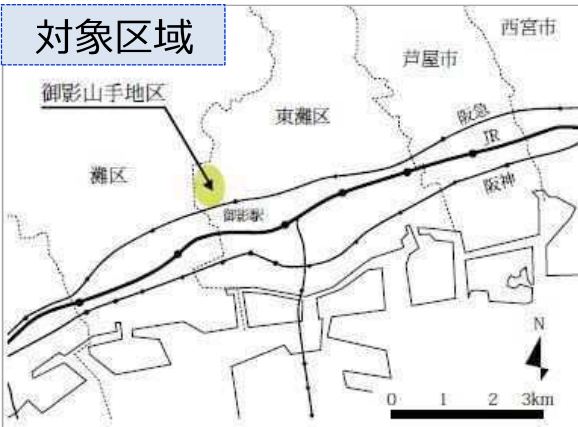 対象区域
西宮市
芦屋市
御影山手地区
東灘区
阪急
JR
灘区
阪神
御影駅
N
0 1 2 3km